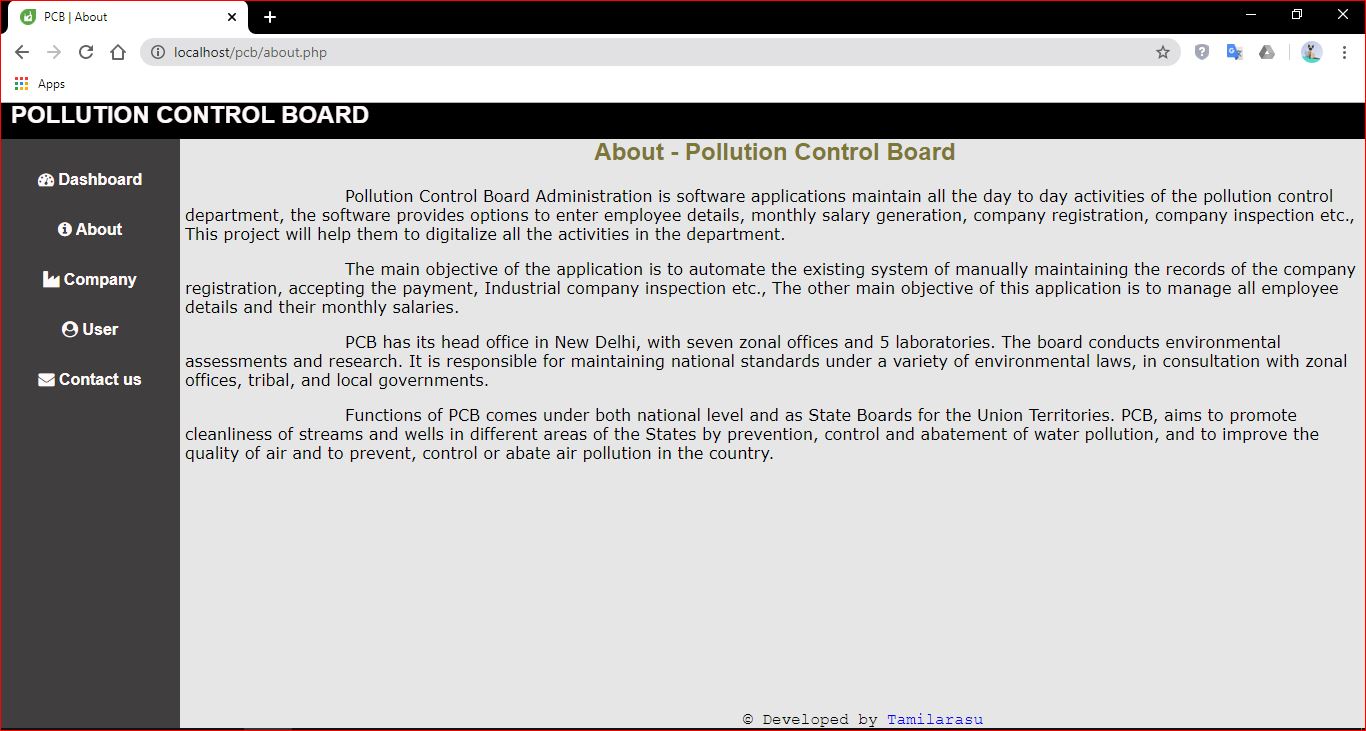 PCB | About
localhost/pcb/about.php
Apps
POLLUTION CONTROL BOARD
Dashboard
About
Company
User
Contact us
About - Pollution Control Board
Pollution Control Board Administration is software applications maintain all the day to day activities of the pollution control
department, the software provides options to enter employee details, monthly salary generation, company registration, company inspection etc.,
This project will help them to digitalize all the activities in the department.
The main objective of the application is to automate the existing system of manually maintaining the records of the company
registration, accepting the payment, Industrial company inspection etc., The other main objective of this application is to manage all employee
details and their monthly salaries.
PCB has its head office in New Delhi, with seven zonal offices and 5 laboratories. The board conducts environmental
assessments and research. It is responsible for maintaining national standards under a variety of environmental laws, in consultation with zonal
offices, tribal, and local governments.
Functions of PCB comes under both national level and as State Boards for the Union Territories. PCB, aims to promote
cleanliness of streams and wells in different areas of the States by prevention, control and abatement of water pollution, and to improve the
quality of air and to prevent, control or abate air pollution in the country.
© Developed by Tamilarasu